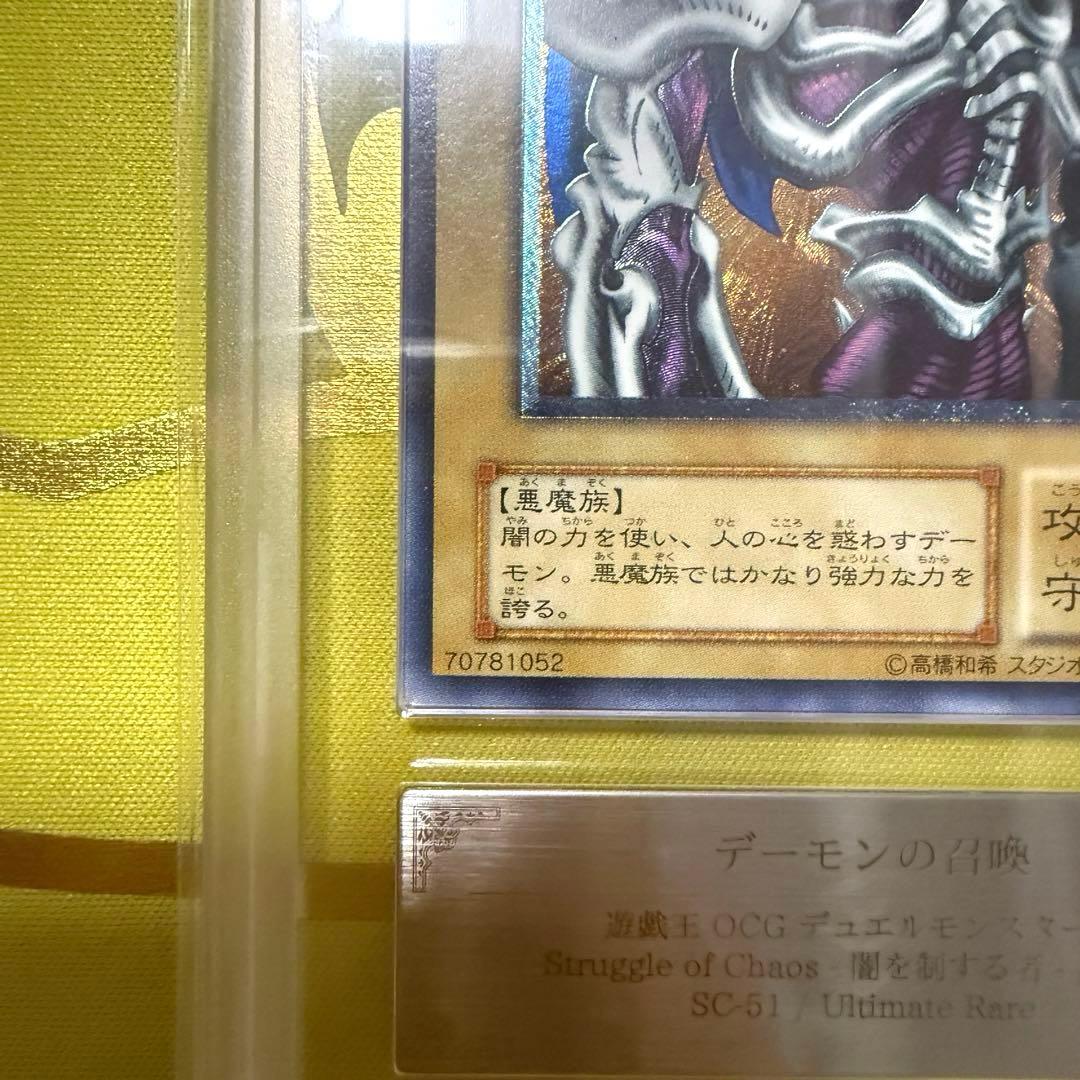 【悪魔族】
闇の力を使い、人の心を惑わすデー
モン。悪魔族ではかなり強力な力を
誇る。
攻
守
70781052
©高橋和希 スタジオ
デーモンの召喚
遊戯王 OCG デュエルモンスター
Struggle of Chaos -闇を制する者-
SC-51 / Ultimate Rare